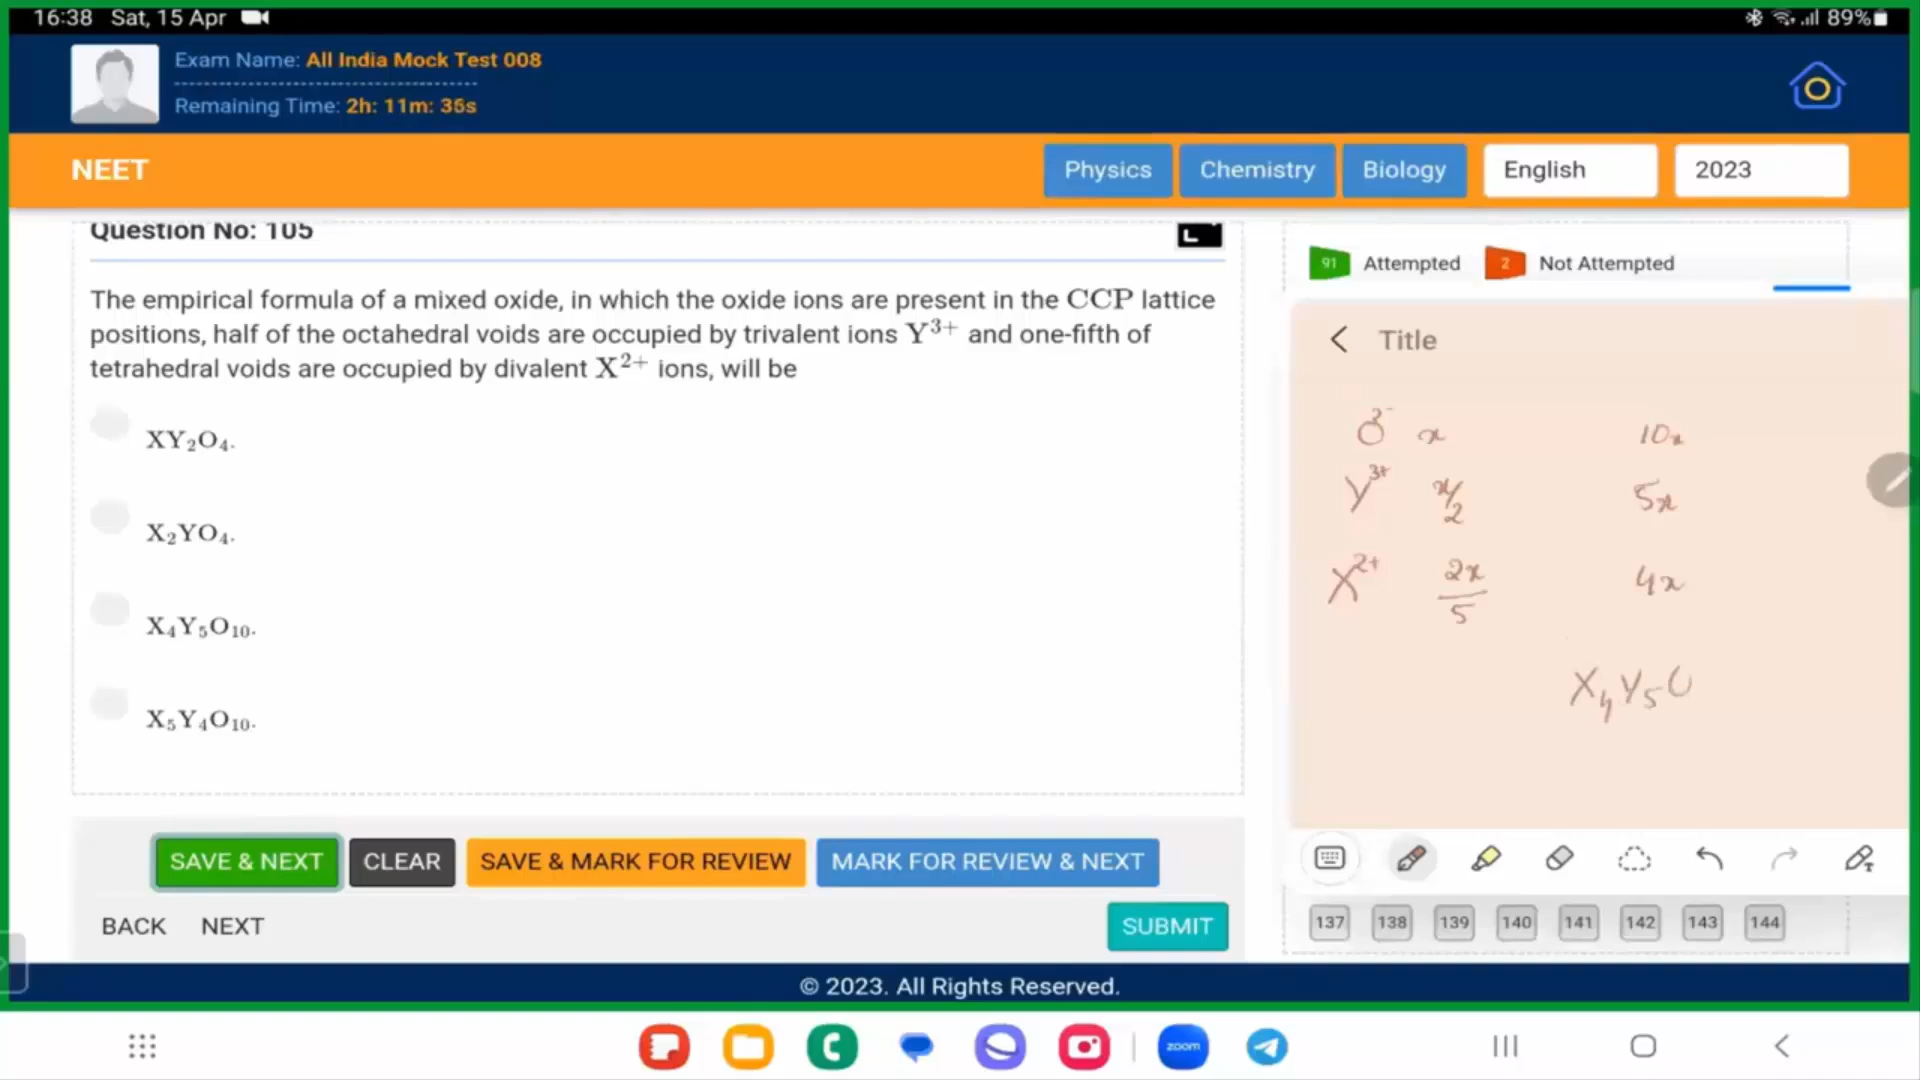 16:38 Sat, 15 Apr
89%
Exam Name: All India Mock Test 008
Remaining Time: 2h: 11m: 36s
NEET
Physics
Chemistry
Biology
English
2023
Question No: 105
91 Attempted
2 Not Attempted
The empirical formula of a mixed oxide, in which the oxide ions are present in the CCP lattice
positions, half of the octahedral voids are occupied by trivalent ions Y³⁺ and one-fifth of
tetrahedral voids are occupied by divalent X²⁺ ions, will be
XY₂O₄.
X₂YO₄.
X₄Y₅O₁₀.
X₅Y₄O₁₀.
Title
x 10x
Y³⁺ x/2 5x
X²⁺ 2x/5 4x
X₄Y₅O
SAVE & NEXT
CLEAR
SAVE & MARK FOR REVIEW
MARK FOR REVIEW & NEXT
BACK
NEXT
SUBMIT
137 138 139 140 141 142 143 144
© 2023. All Rights Reserved.
zoom